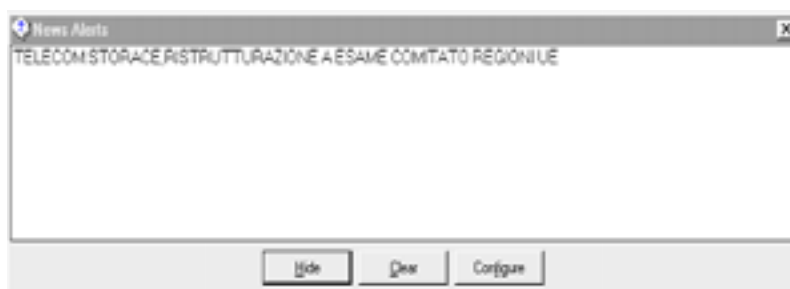 News Alerts
TELECOM:STORACE,RISTRUTTURAZIONE A ESAME COMITATO REGIONI UE
Hide
Clear
Configure